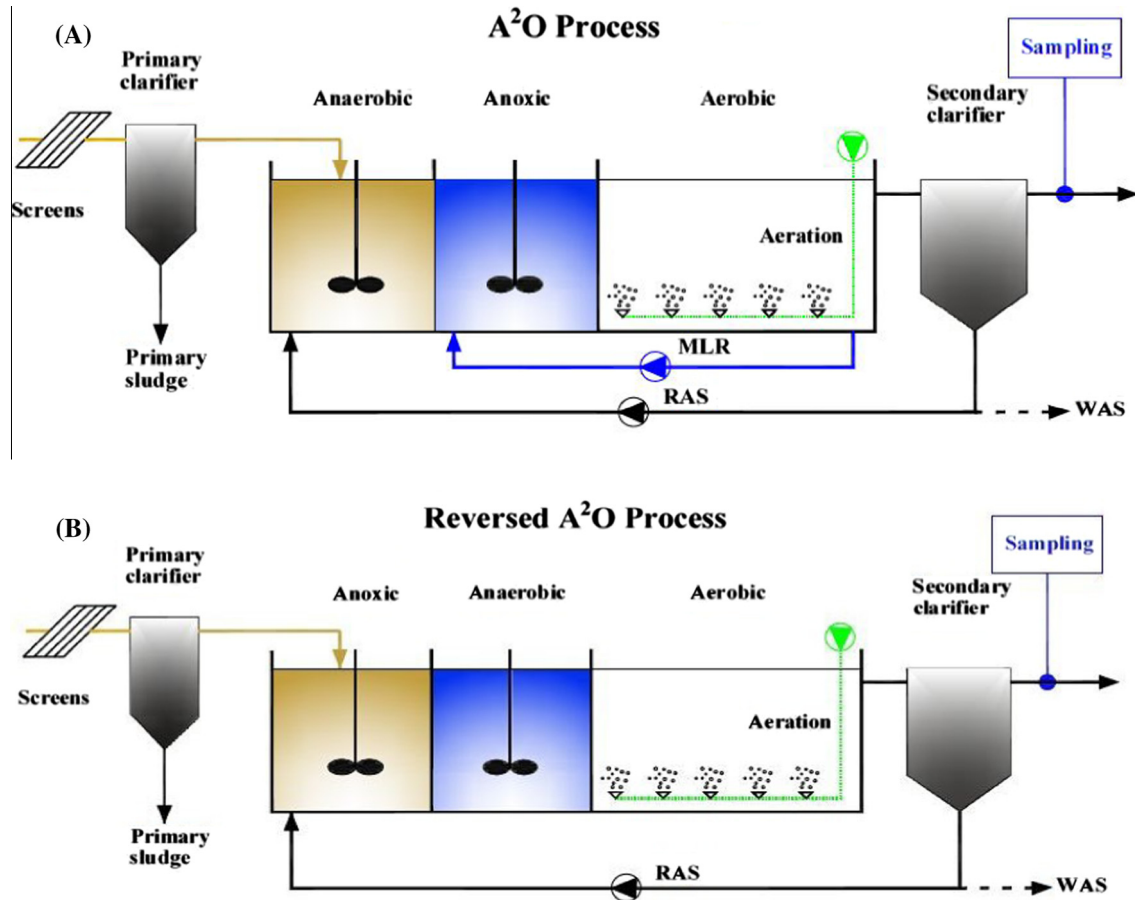 (A)
A²O Process
Sampling
Primary
clarifier
Anaerobic
Anoxic
Aerobic
Secondary
clarifier
Screens
Aeration
Primary
sludge
MLR
RAS
WAS
(B)
Reversed A²O Process
Sampling
Primary
clarifier
Anoxic
Anaerobic
Aerobic
Secondary
clarifier
Screens
Aeration
Primary
sludge
RAS
WAS